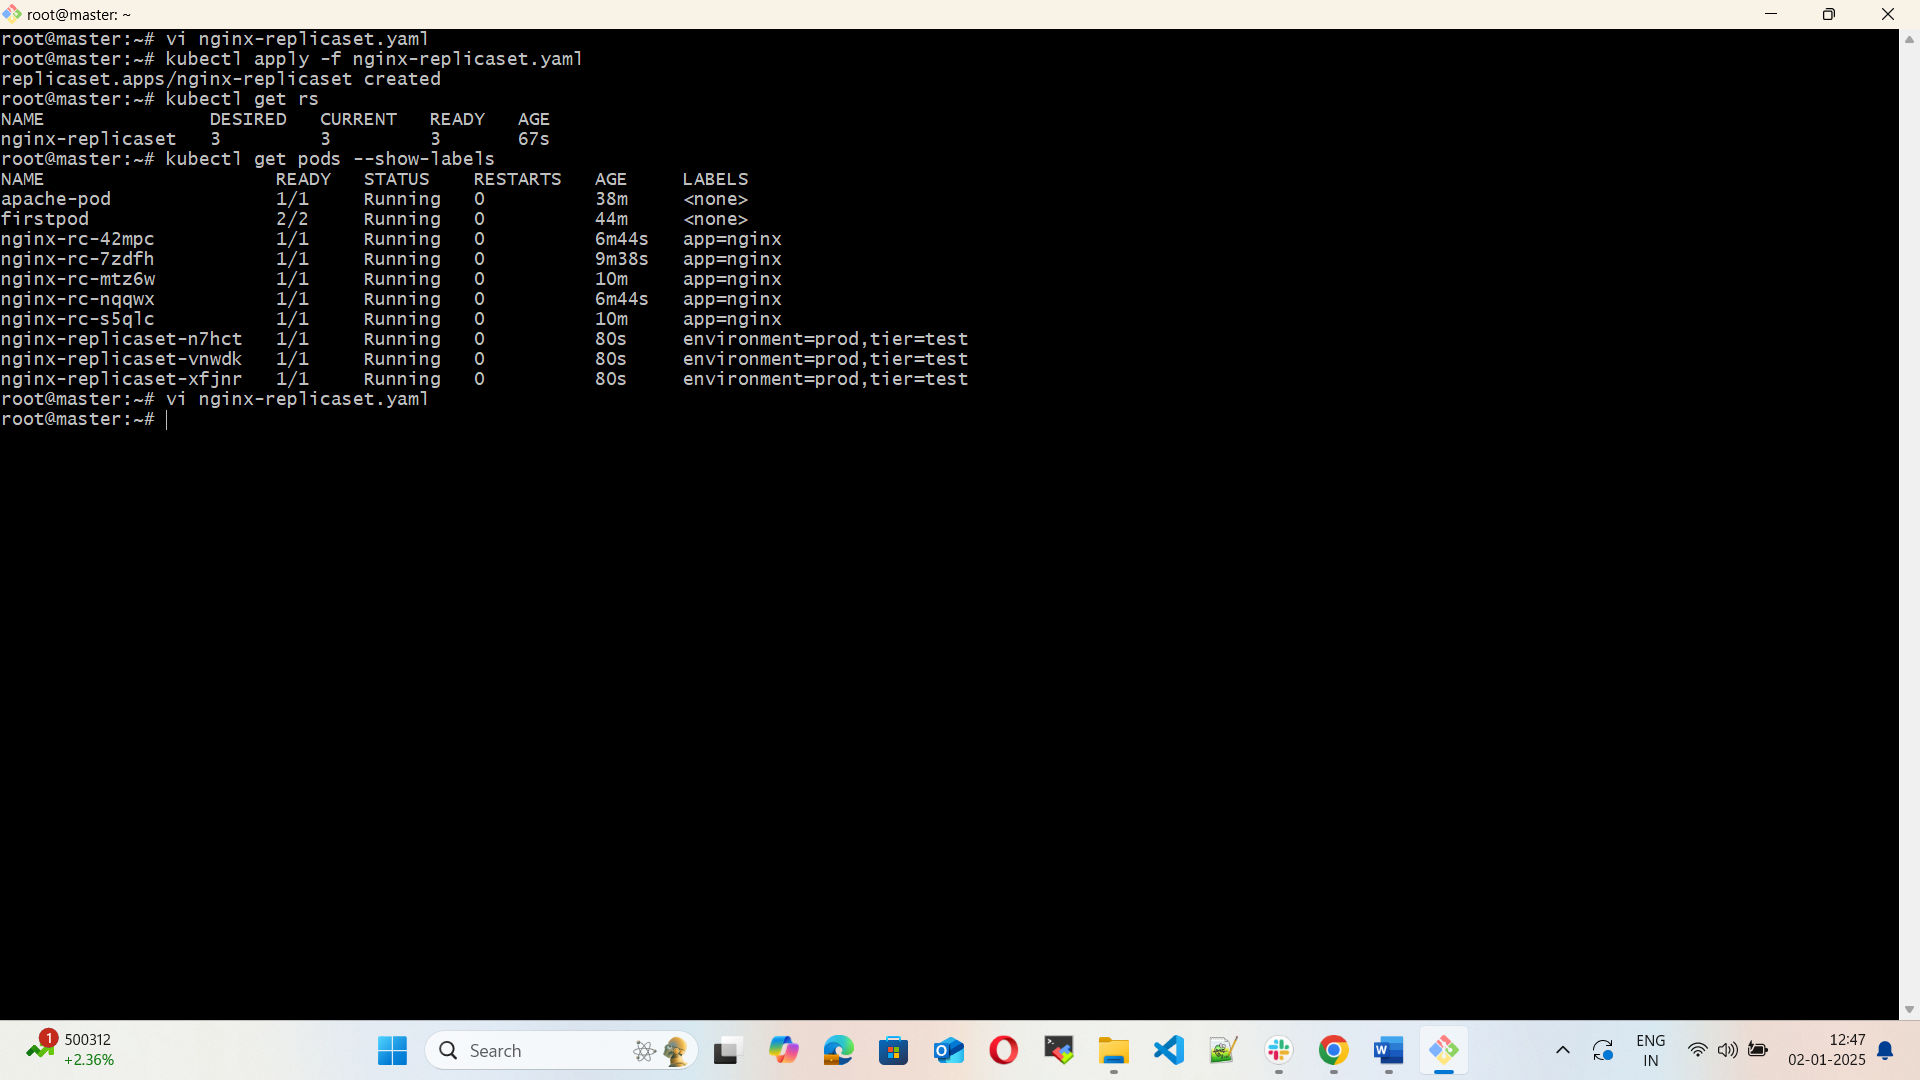 root@master: ~
root@master:~# vi nginx-replicaset.yaml
root@master:~# kubectl apply -f nginx-replicaset.yaml
replicaset.apps/nginx-replicaset created
root@master:~# kubectl get rs
NAME               DESIRED   CURRENT   READY   AGE
nginx-replicaset   3         3         3       67s
root@master:~# kubectl get pods --show-labels
NAME                     READY   STATUS    RESTARTS   AGE     LABELS
apache-pod               1/1     Running   0          38m     <none>
firstpod                 2/2     Running   0          44m     <none>
nginx-rc-42mpc           1/1     Running   0          6m44s   app=nginx
nginx-rc-7zdfh           1/1     Running   0          9m38s   app=nginx
nginx-rc-mtz6w           1/1     Running   0          10m     app=nginx
nginx-rc-nqqwx           1/1     Running   0          6m44s   app=nginx
nginx-rc-s5qlc           1/1     Running   0          10m     app=nginx
nginx-replicaset-n7hct   1/1     Running   0          80s     environment=prod,tier=test
nginx-replicaset-vnwdk   1/1     Running   0          80s     environment=prod,tier=test
nginx-replicaset-xfjnr   1/1     Running   0          80s     environment=prod,tier=test
root@master:~# vi nginx-replicaset.yaml
root@master:~#
1
500312
+2.36%
Search
ENG
IN
12:47
02-01-2025